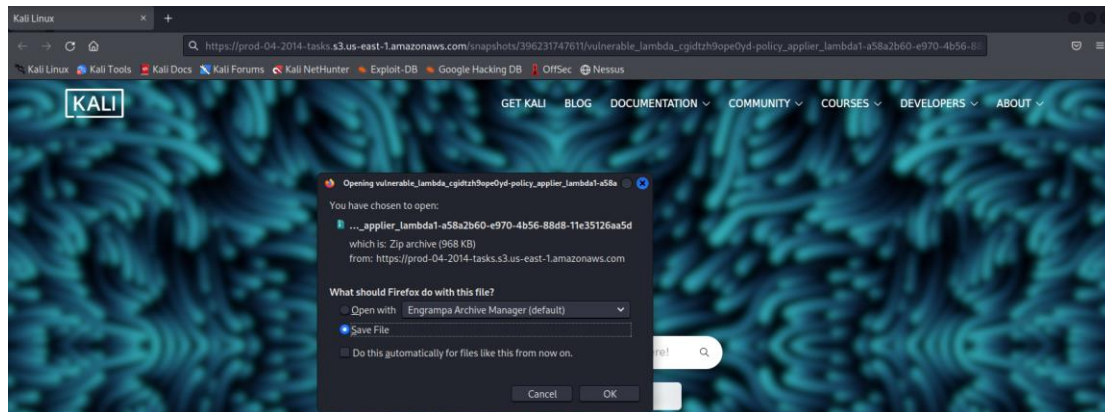 Kali Linux
https://prod-04-2014-tasks.s3.us-east-1.amazonaws.com/snapshots/396231747611/vulnerable_lambda_cgidtzh9ope0yd-policy_applier_lambda1-a58a2b60-e970-4b56-88
Kali Linux Kali Tools Kali Docs Kali Forums Kali NetHunter Exploit-DB Google Hacking DB OffSec Nessus
KALI GET KALI BLOG DOCUMENTATION COMMUNITY COURSES DEVELOPERS ABOUT
Opening vulnerable_lambda_cgidtzh9ope0yd-policy_applier_lambda1-a58a
You have chosen to open:
..._applier_lambda1-a58a2b60-e970-4b56-88d8-11e35126aa5d
which is: Zip archive (968 KB)
from: https://prod-04-2014-tasks.s3.us-east-1.amazonaws.com
What should Firefox do with this file?
Open with Engrampa Archive Manager (default)
Save File
Do this automatically for files like this from now on.
Cancel OK